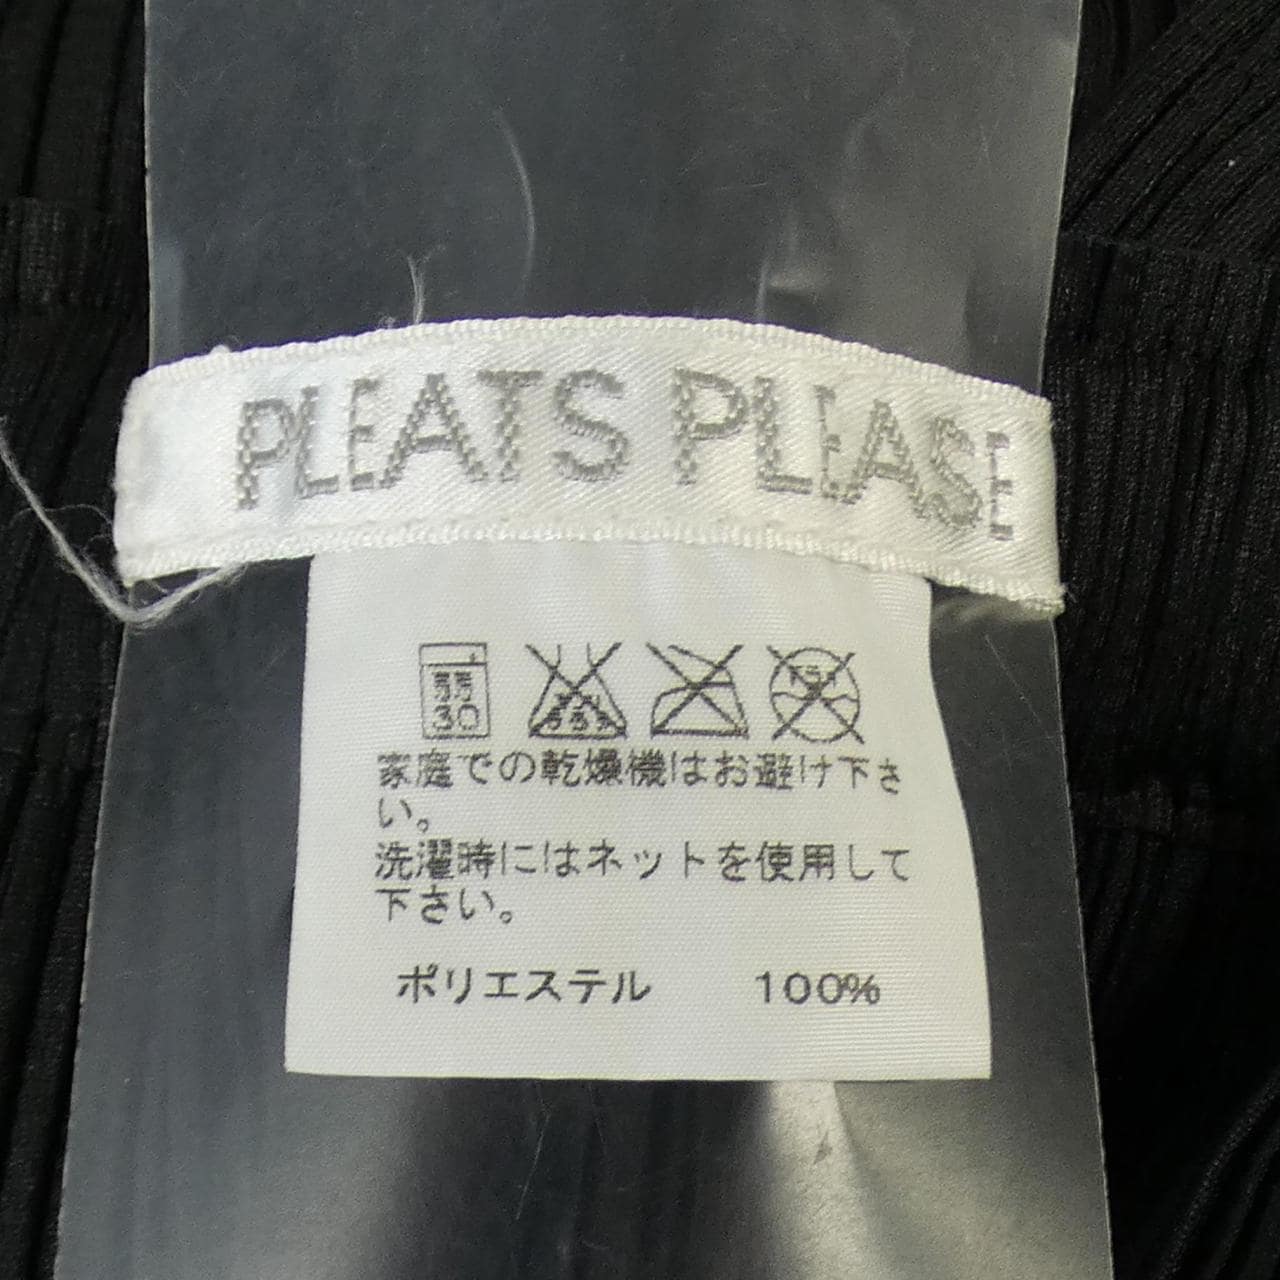 PLEATS PLEASE
30
家庭での乾燥機はお避け下さ
い。
洗濯時にはネットを使用して
下さい。
ポリエステル 100%